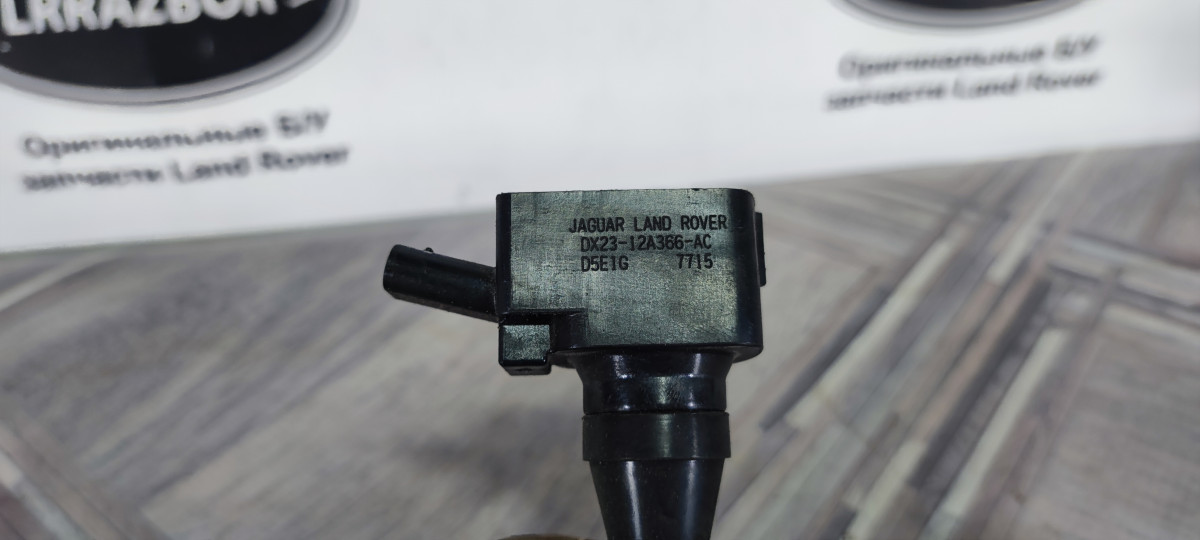 LRRAZBOR
Оригинальные Б/У
запчасти Land Rover
Оригинальные Б/У
запчасти Land Rover
JAGUAR LAND ROVER
DX23-12A366-AC
D5E1G 7715